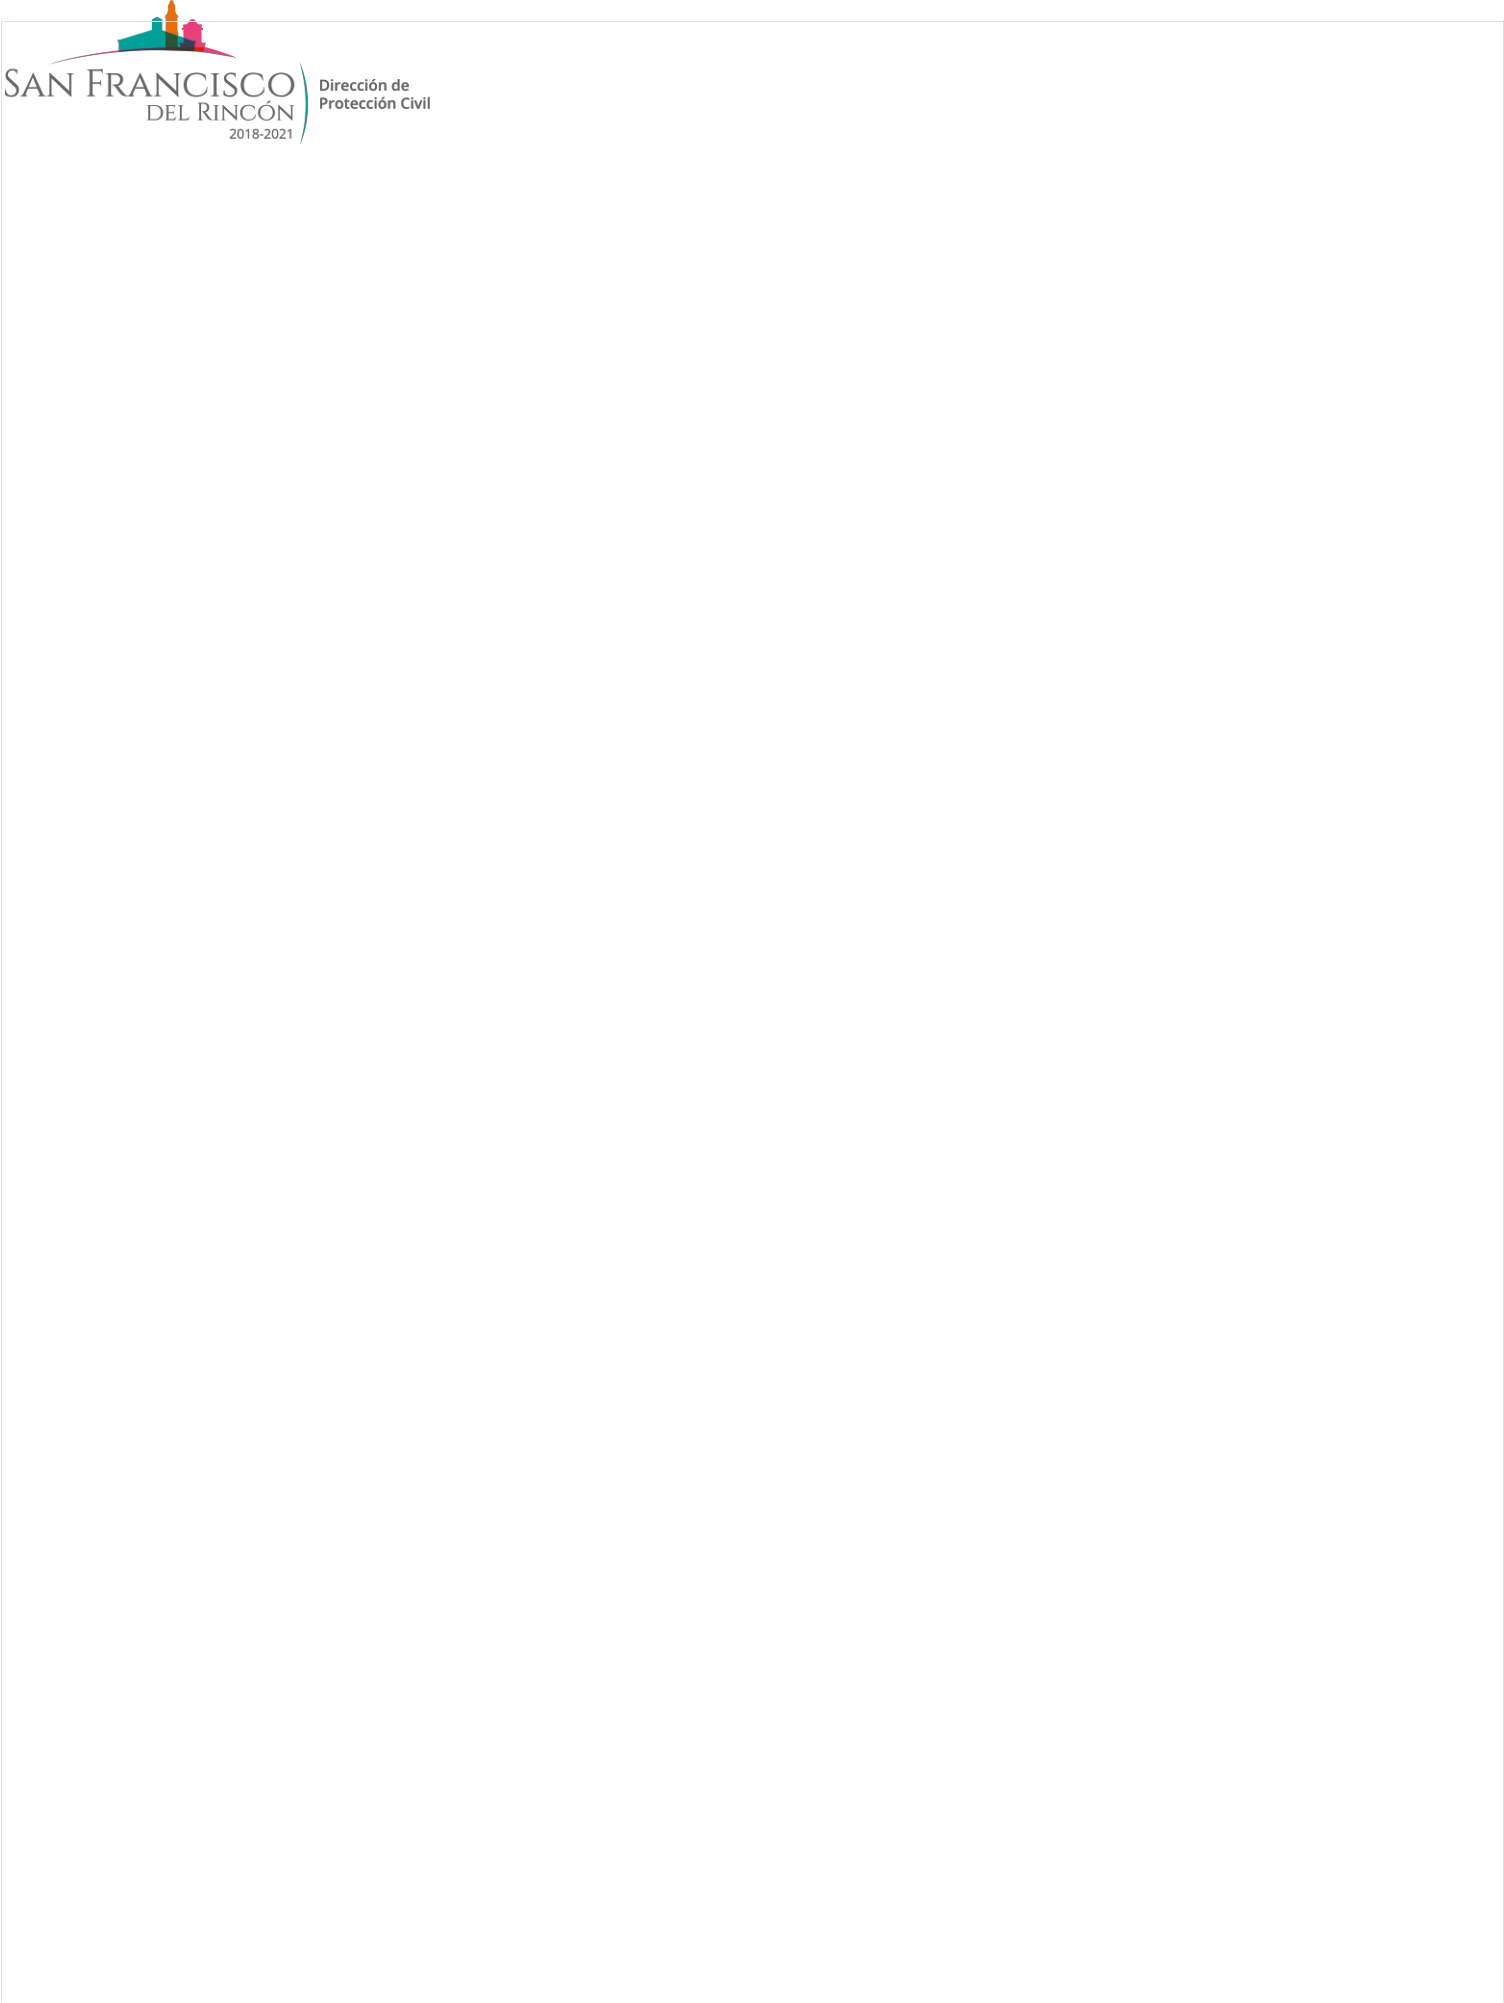 SAN FRANCISCO
DEL RINCÓN
2018-2021
Dirección de
Protección Civil